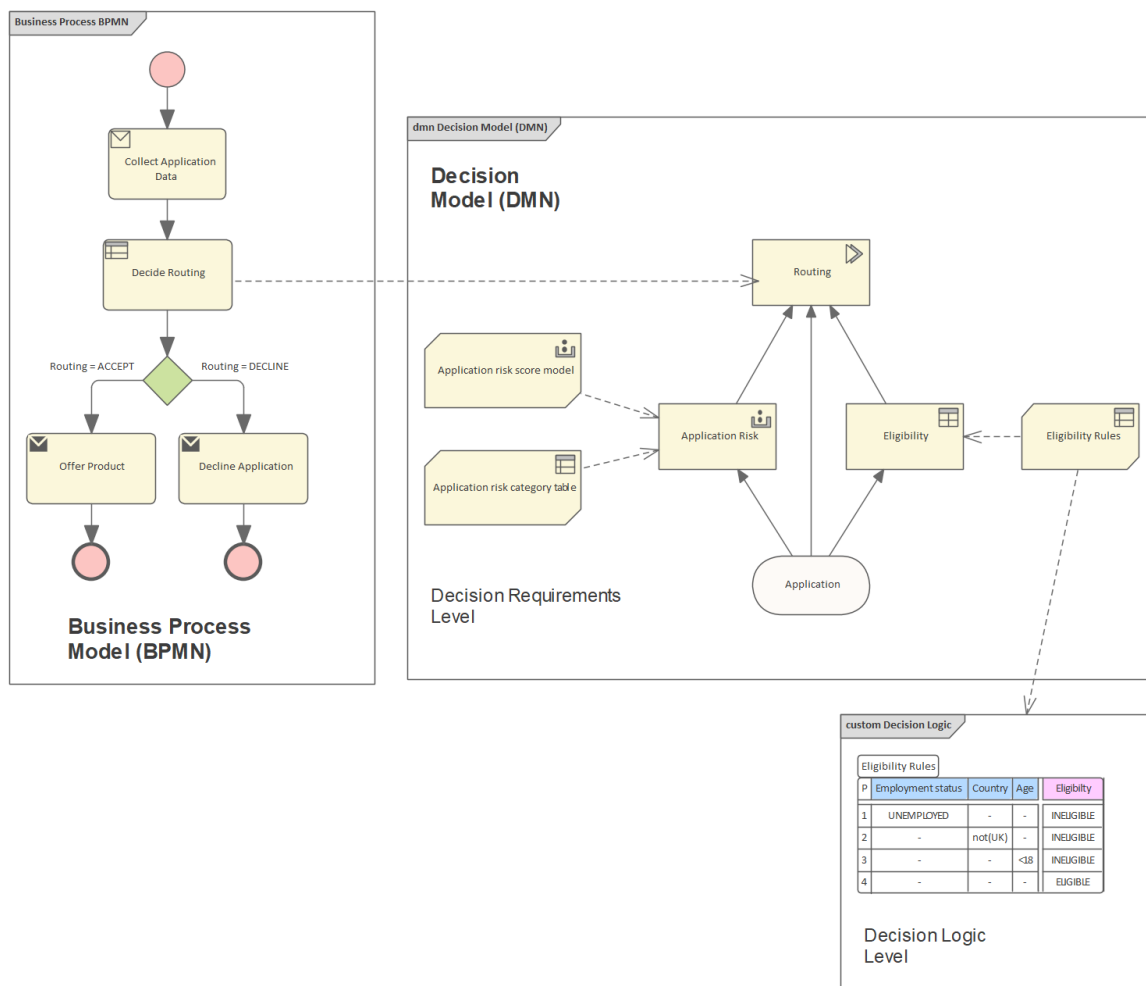 Business Process BPMN
Collect Application
Data
Decide Routing
Routing = ACCEPT
Routing = DECLINE
Offer Product
Decline Application
Business Process
Model (BPMN)
dmn Decision Model (DMN)
Decision
Model (DMN)
Routing
Application risk score model
Application Risk
Eligibility
Eligibility Rules
Application risk category table
Application
Decision Requirements
Level
custom Decision Logic
Eligibility Rules
P Employment status Country Age Eligibilty
1 UNEMPLOYED - - INELIGIBLE
2 - not(UK) - INELIGIBLE
3 - - <18 INELIGIBLE
4 - - - ELIGIBLE
Decision Logic
Level